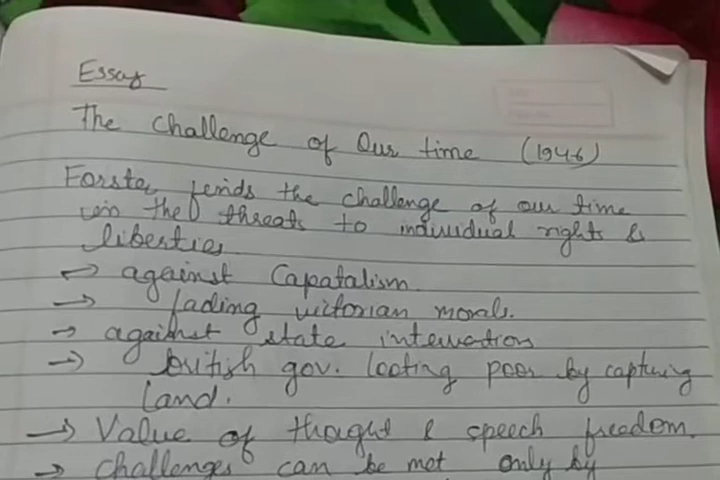 Essay
The Challenge of Our time (1946)
Forster finds the challenge of our time
in the threats to individual rights &
liberties
→ against Capatalism.
→ fading victorian morals.
→ against state intervention
→ british gov. looting poor by capturing
land.
→ Value of thought & speech freedom.
→ challenges can be met only by